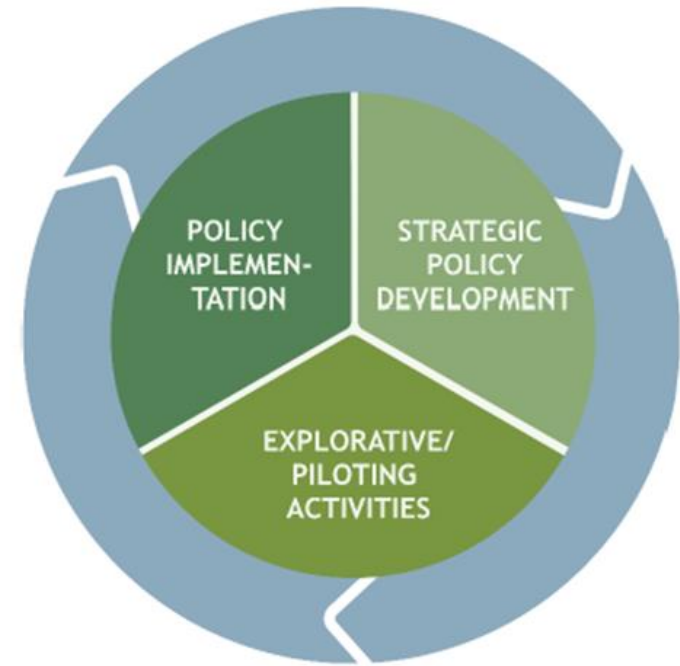 POLICY
IMPLEMEN-
TATION
STRATEGIC
POLICY
DEVELOPMENT
EXPLORATIVE/
PILOTING
ACTIVITIES